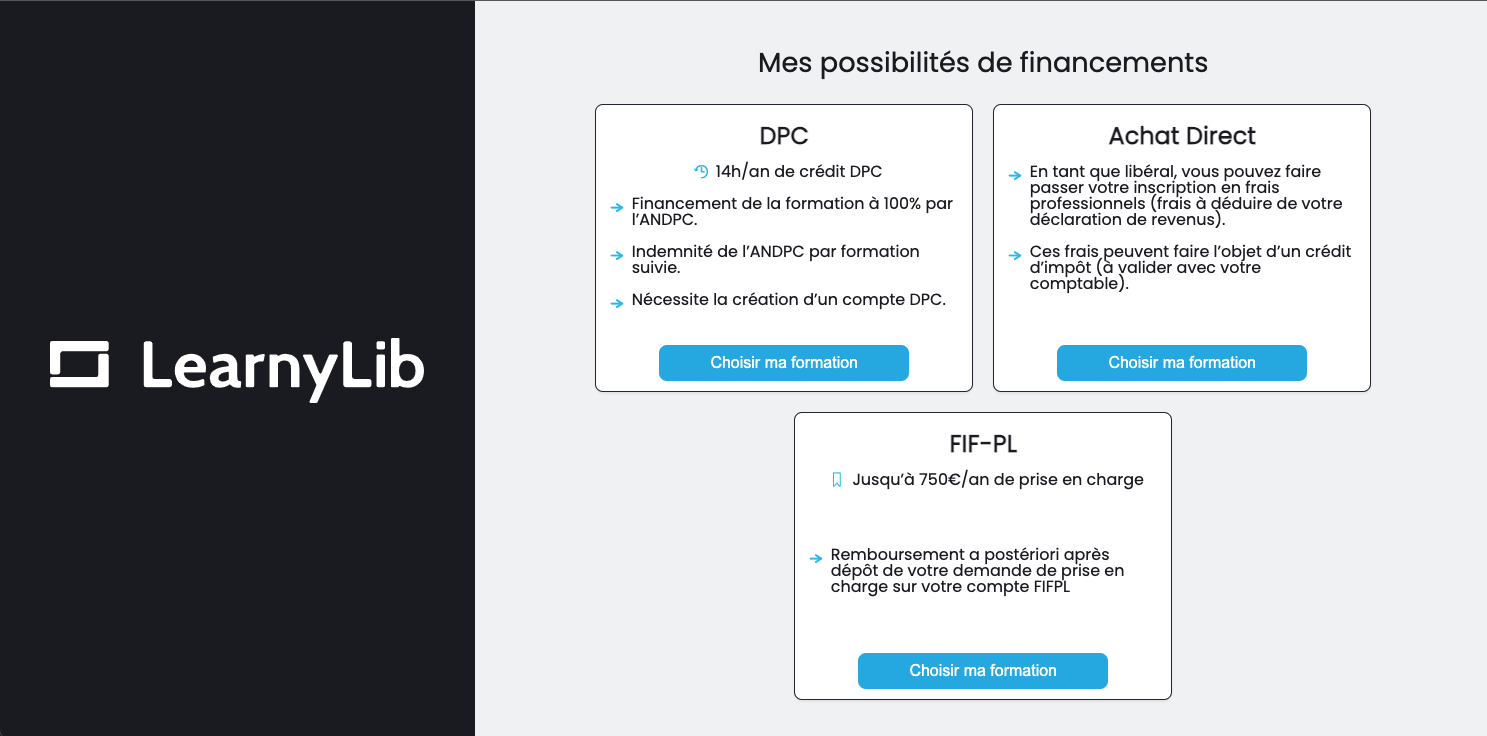 LearnyLib
Mes possibilités de financements
DPC
14h/an de crédit DPC
Financement de la formation à 100% par
l’ANDPC.
Indemnité de l’ANDPC par formation
suivie.
Nécessite la création d’un compte DPC.
Choisir ma formation
Achat Direct
En tant que libéral, vous pouvez faire
passer votre inscription en frais
professionnels (frais à déduire de votre
déclaration de revenus).
Ces frais peuvent faire l’objet d’un crédit
d’impôt (à valider avec votre
comptable).
Choisir ma formation
FIF-PL
Jusqu’à 750€/an de prise en charge
Remboursement a postériori après
dépôt de votre demande de prise en
charge sur votre compte FIFPL
Choisir ma formation